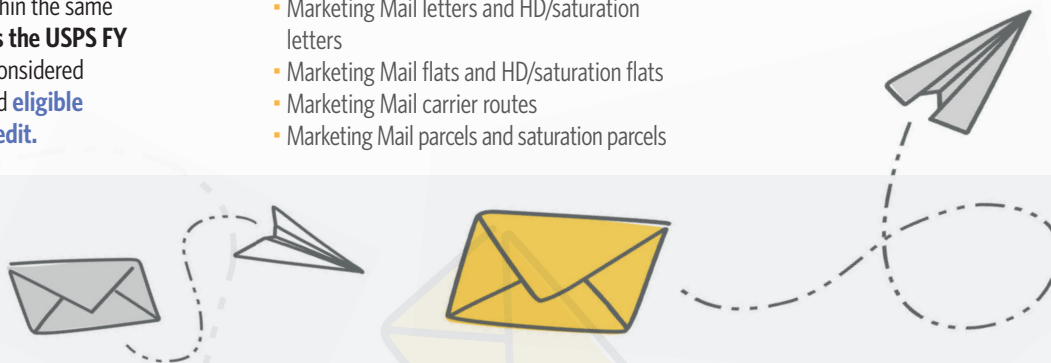 within the same
s the USPS FY
onsidered
d eligible
edit.
▪ Marketing Mail letters and HD/saturation
letters
▪ Marketing Mail flats and HD/saturation flats
▪ Marketing Mail carrier routes
▪ Marketing Mail parcels and saturation parcels